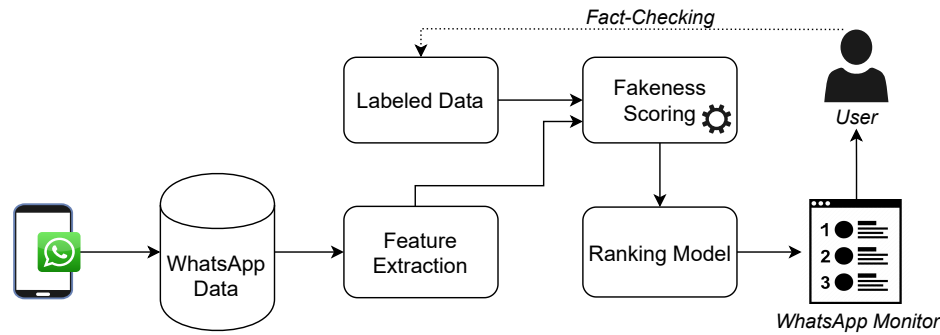 Fact-Checking
Labeled Data
Fakeness
Scoring
User
WhatsApp
Data
Feature
Extraction
Ranking Model
1
2
3
WhatsApp Monitor